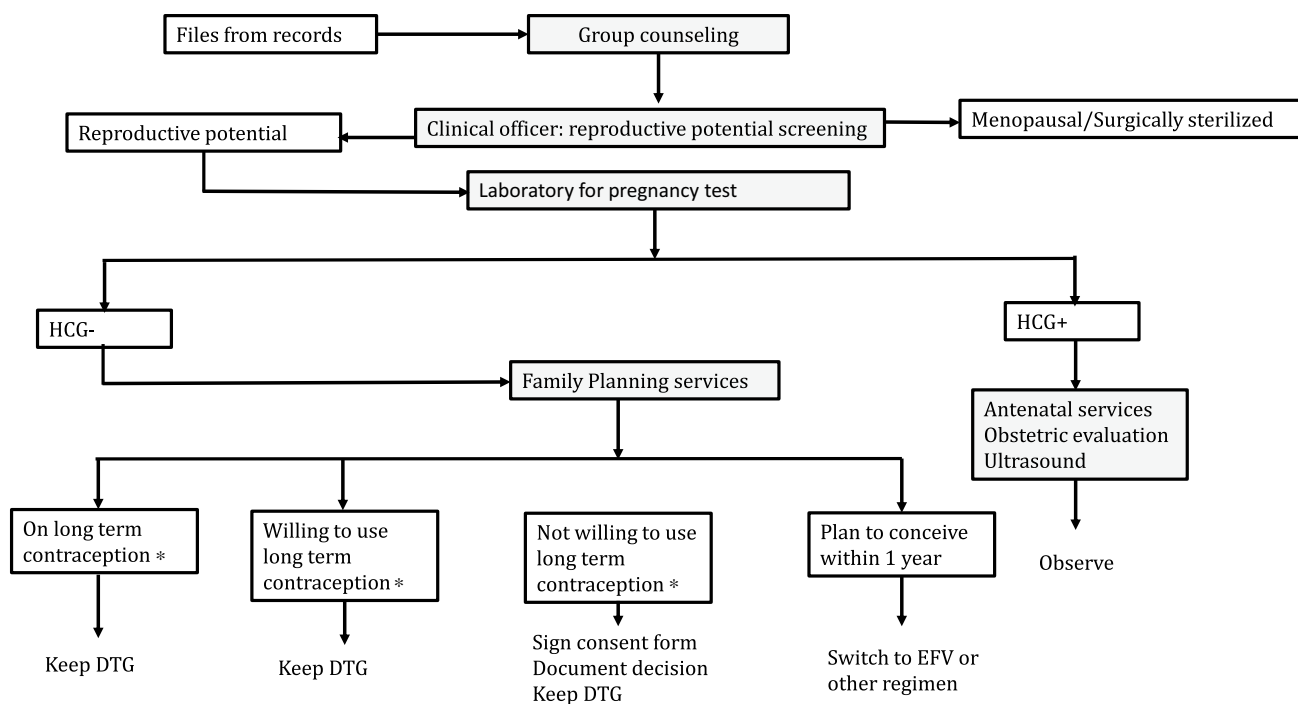 Files from records
Group counseling
Reproductive potential
Clinical officer: reproductive potential screening
Menopausal/Surgically sterilized
Laboratory for pregnancy test
HCG-
HCG+
Family Planning services
Antenatal services
Obstetric evaluation
Ultrasound
On long term
contraception *
Willing to use
long term
contraception *
Not willing to use
long term
contraception *
Plan to conceive
within 1 year
Observe
Keep DTG
Keep DTG
Sign consent form
Document decision
Keep DTG
Switch to EFV or
other regimen